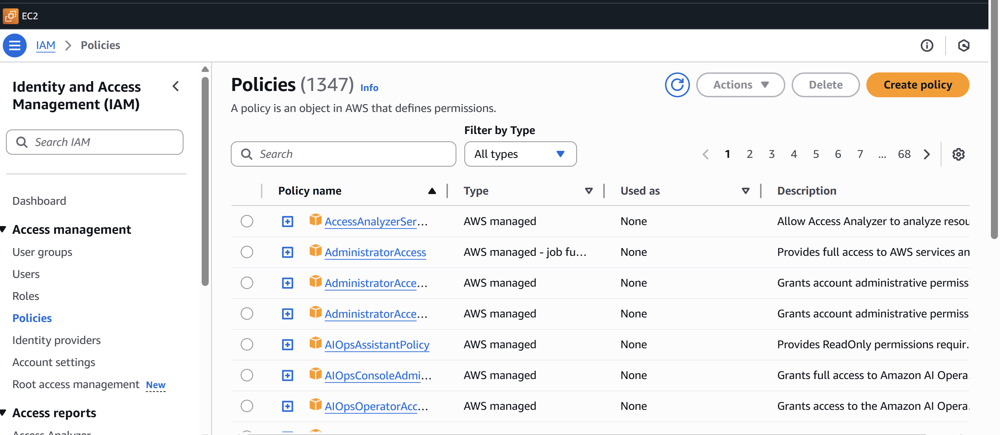 EC2
IAM > Policies
Identity and Access
Management (IAM)
Search IAM
Dashboard
Access management
User groups
Users
Roles
Policies
Identity providers
Account settings
Root access management New
Access reports
Access Analyzer
Policies (1347) Info
A policy is an object in AWS that defines permissions.
Actions
Delete
Create policy
Search
Filter by Type
All types
1 2 3 4 5 6 7 ... 68
Policy name Type Used as Description
AccessAnalyzerSer... AWS managed None Allow Access Analyzer to analyze resou
AdministratorAccess AWS managed - job fu... None Provides full access to AWS services an
AdministratorAcce... AWS managed None Grants account administrative permiss
AdministratorAcce... AWS managed None Grants account administrative permiss
AIOpsAssistantPolicy AWS managed None Provides ReadOnly permissions requir.
AIOpsConsoleAdmi... AWS managed None Grants full access to Amazon AI Opera.
AIOpsOperatorAcc... AWS managed None Grants access to the Amazon AI Opera.